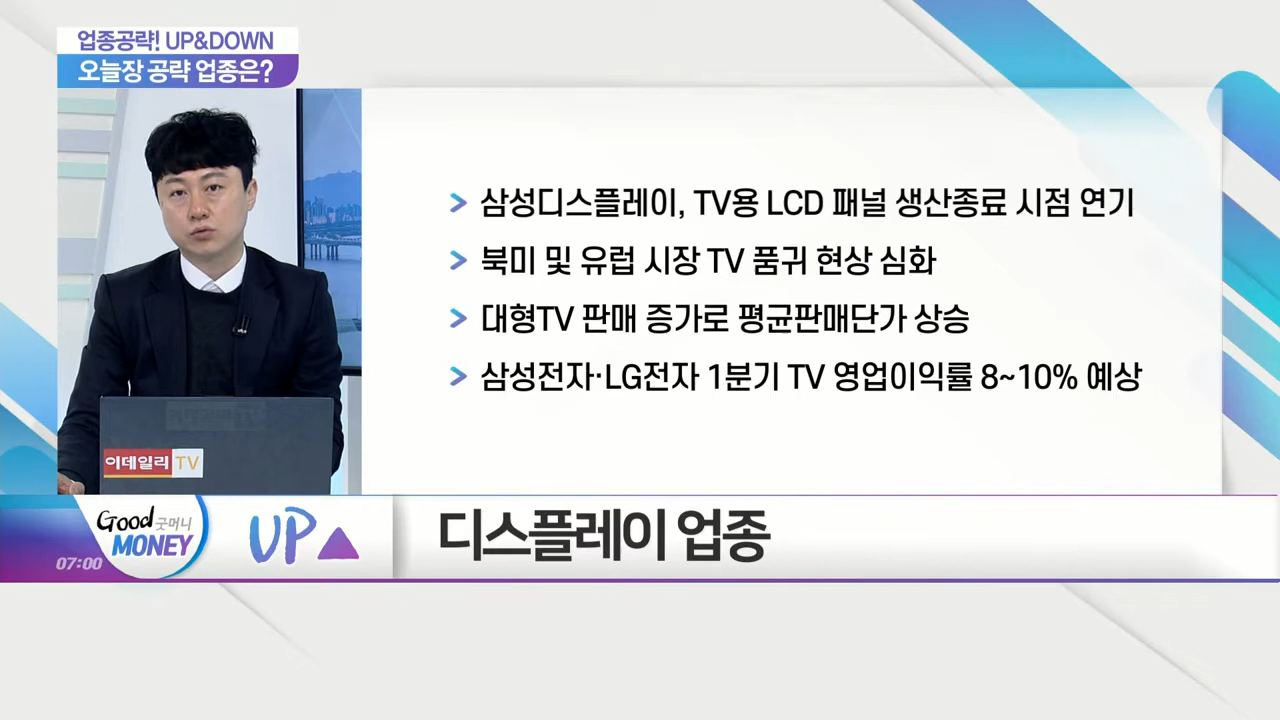 업종공략! UP&DOWN
오늘장 공략 업종은?
> 삼성디스플레이, TV용 LCD 패널 생산종료 시점 연기
> 북미 및 유럽 시장 TV 품귀 현상 심화
> 대형TV 판매 증가로 평균판매단가 상승
> 삼성전자·LG전자 1분기 TV 영업이익률 8~10% 예상
이데일리 TV
Good 굿머니
MONEY
07:00
UP▲
디스플레이 업종